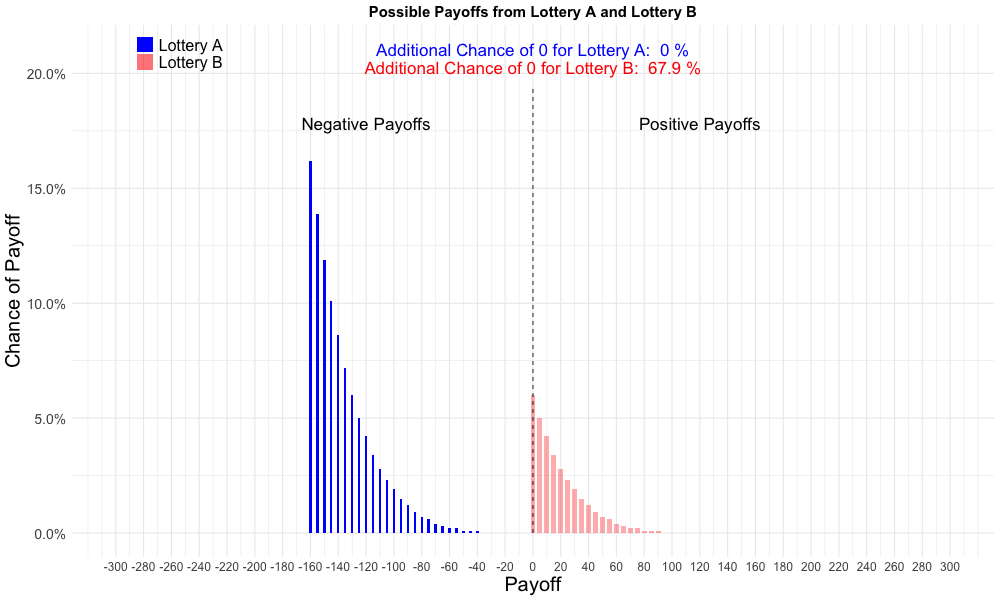 Possible Payoffs from Lottery A and Lottery B
Lottery A
Lottery B
Additional Chance of 0 for Lottery A:  0 %
Additional Chance of 0 for Lottery B:  67.9 %
Negative Payoffs
Positive Payoffs
Chance of Payoff
20.0%
15.0%
10.0%
5.0%
0.0%
-300 -280 -260 -240 -220 -200 -180 -160 -140 -120 -100 -80 -60 -40 -20 0 20 40 60 80 100 120 140 160 180 200 220 240 260 280 300
Payoff